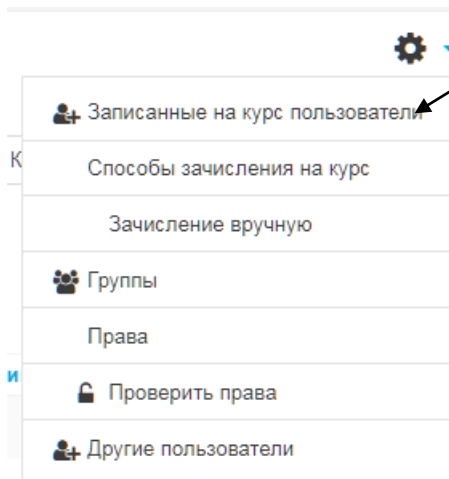 Записанные на курс пользователи
К
Способы зачисления на курс
Зачисление вручную
Группы
Права
и
Проверить права
Другие пользователи